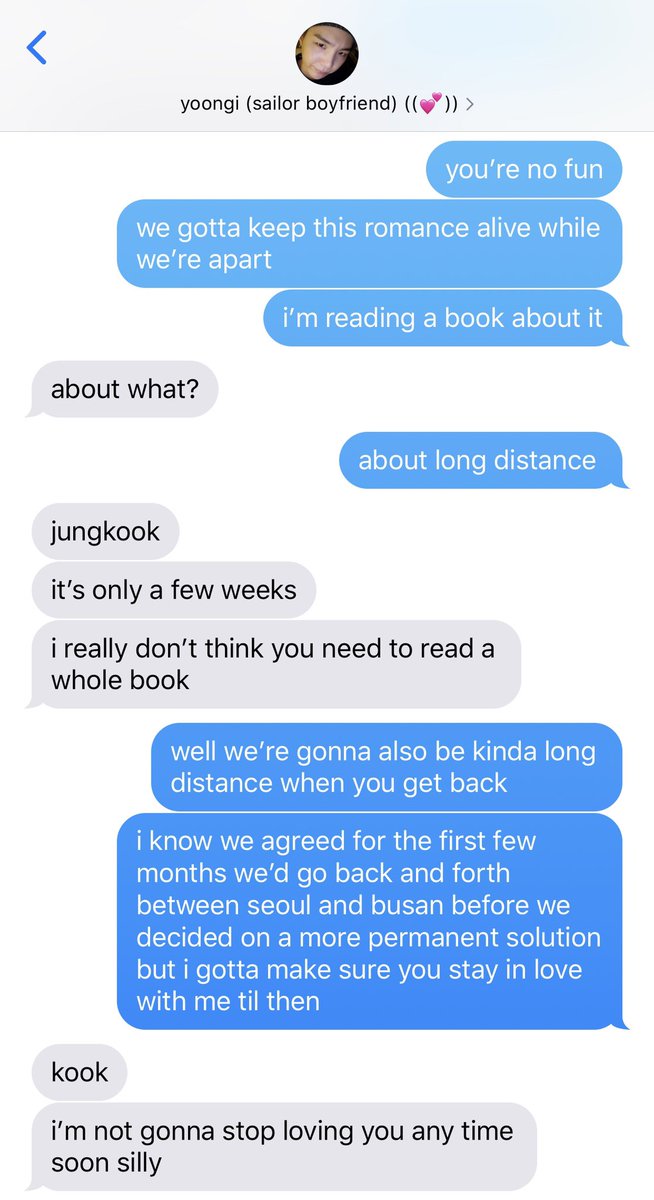 yoongi (sailor boyfriend) ((💕))
you’re no fun
we gotta keep this romance alive while
we’re apart
i’m reading a book about it
about what?
about long distance
jungkook
it’s only a few weeks
i really don’t think you need to read a
whole book
well we’re gonna also be kinda long
distance when you get back
i know we agreed for the first few
months we’d go back and forth
between seoul and busan before we
decided on a more permanent solution
but i gotta make sure you stay in love
with me til then
kook
i’m not gonna stop loving you any time
soon silly